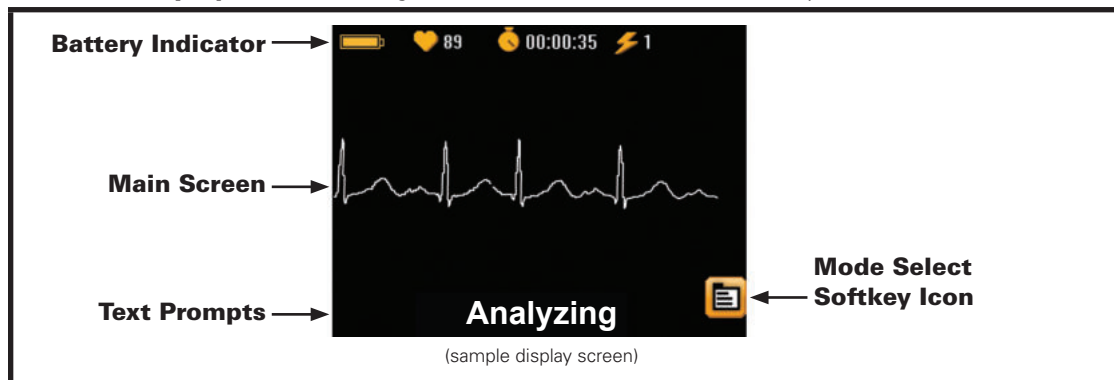 Battery Indicator
89 00:00:35 1
Main Screen
Mode Select
Softkey Icon
Text Prompts
Analyzing
(sample display screen)